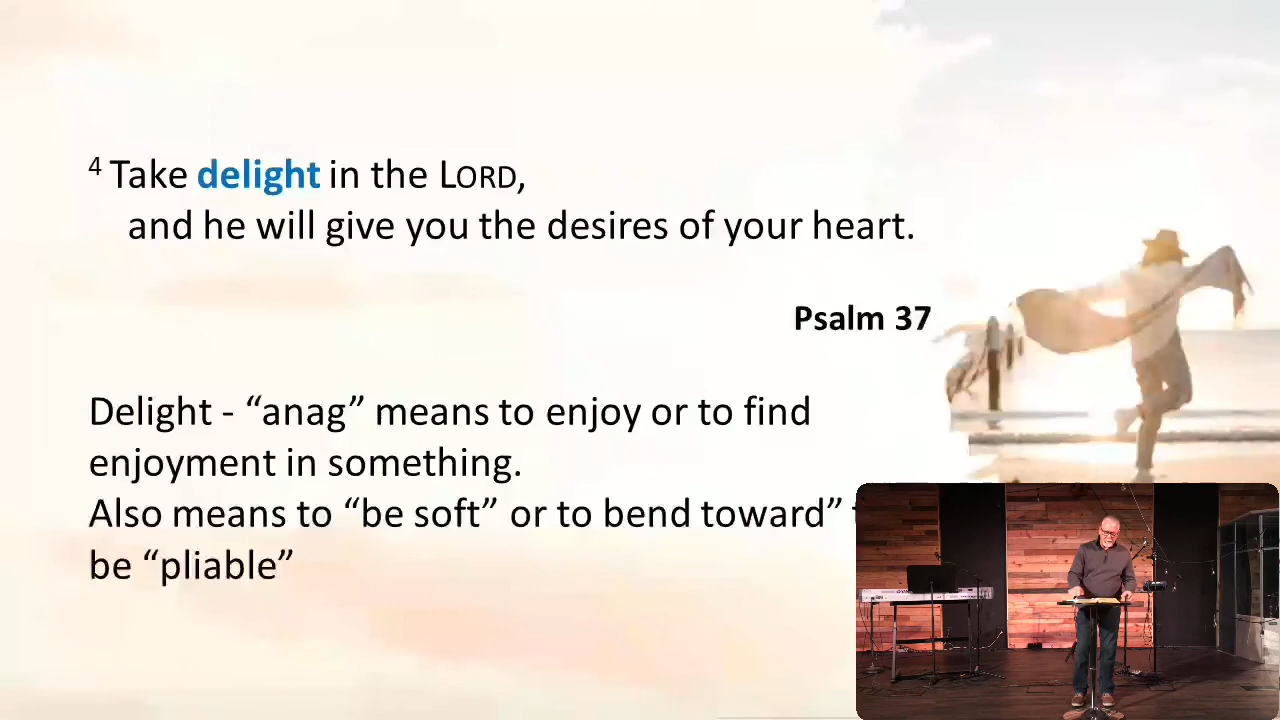 4 Take delight in the LORD,
and he will give you the desires of your heart.
Psalm 37
Delight - “anag” means to enjoy or to find
enjoyment in something.
Also means to “be soft” or to bend toward”
be “pliable”